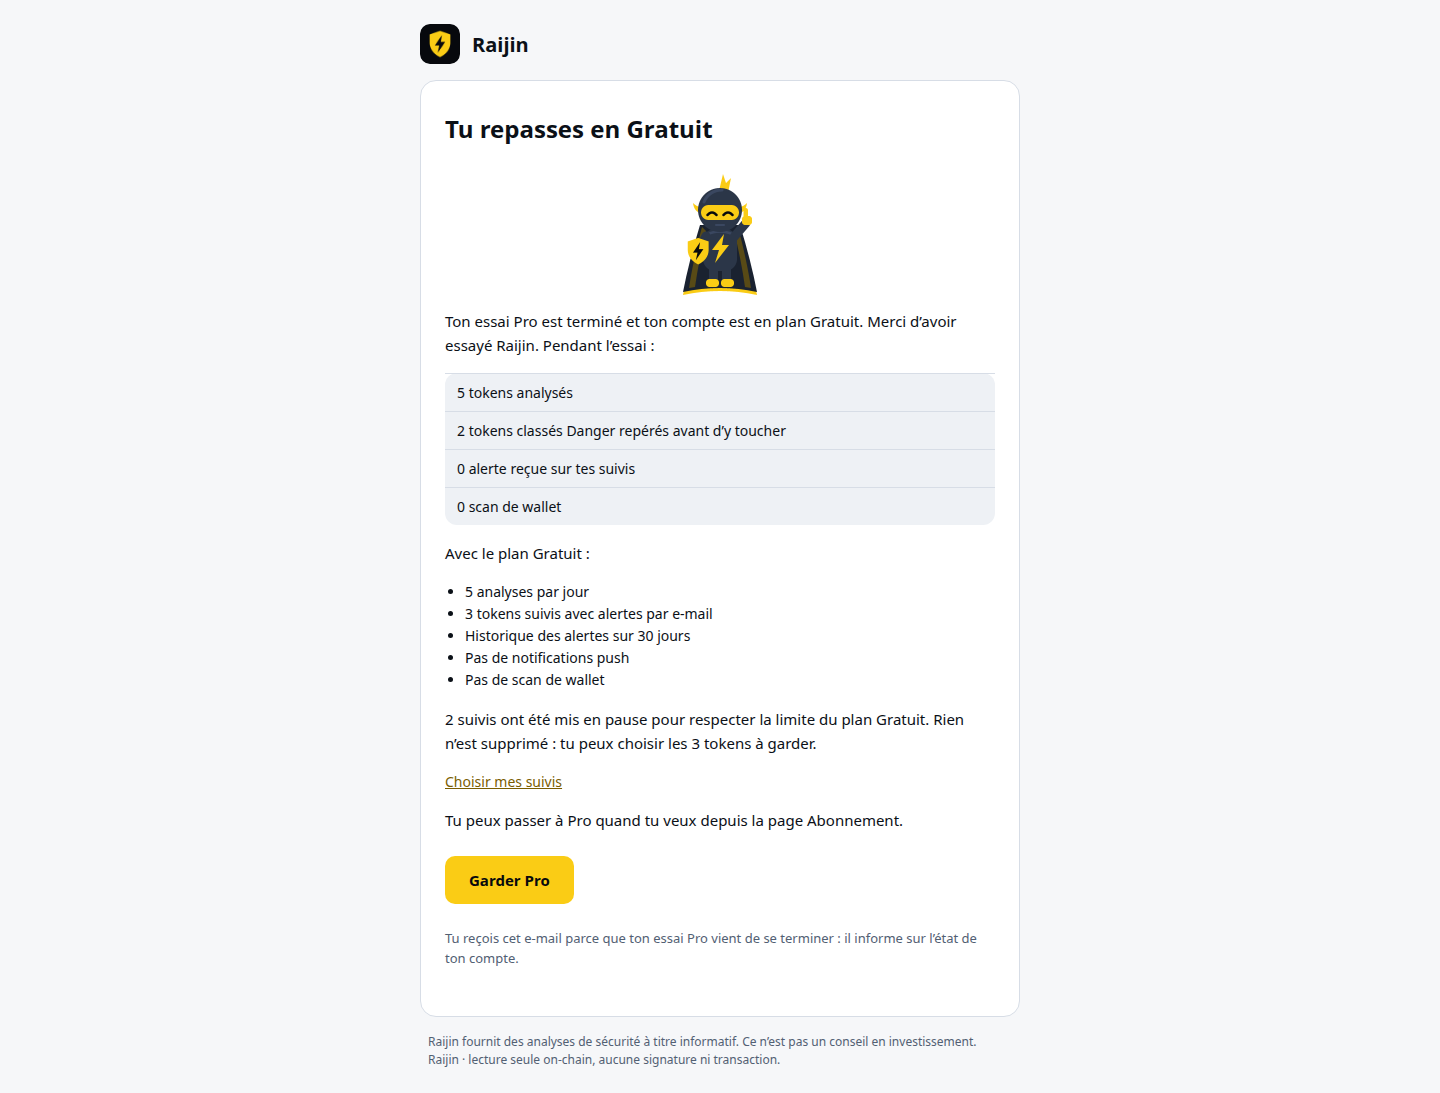 Raijin
Tu repasses en Gratuit
Ton essai Pro est terminé et ton compte est en plan Gratuit. Merci d’avoir
essayé Raijin. Pendant l’essai :
5 tokens analysés
2 tokens classés Danger repérés avant d’y toucher
0 alerte reçue sur tes suivis
0 scan de wallet
Avec le plan Gratuit :
• 5 analyses par jour
• 3 tokens suivis avec alertes par e-mail
• Historique des alertes sur 30 jours
• Pas de notifications push
• Pas de scan de wallet
2 suivis ont été mis en pause pour respecter la limite du plan Gratuit. Rien
n’est supprimé : tu peux choisir les 3 tokens à garder.
Choisir mes suivis
Tu peux passer à Pro quand tu veux depuis la page Abonnement.
Garder Pro
Tu reçois cet e-mail parce que ton essai Pro vient de se terminer : il informe sur l’état de
ton compte.
Raijin fournit des analyses de sécurité à titre informatif. Ce n’est pas un conseil en investissement.
Raijin · lecture seule on-chain, aucune signature ni transaction.